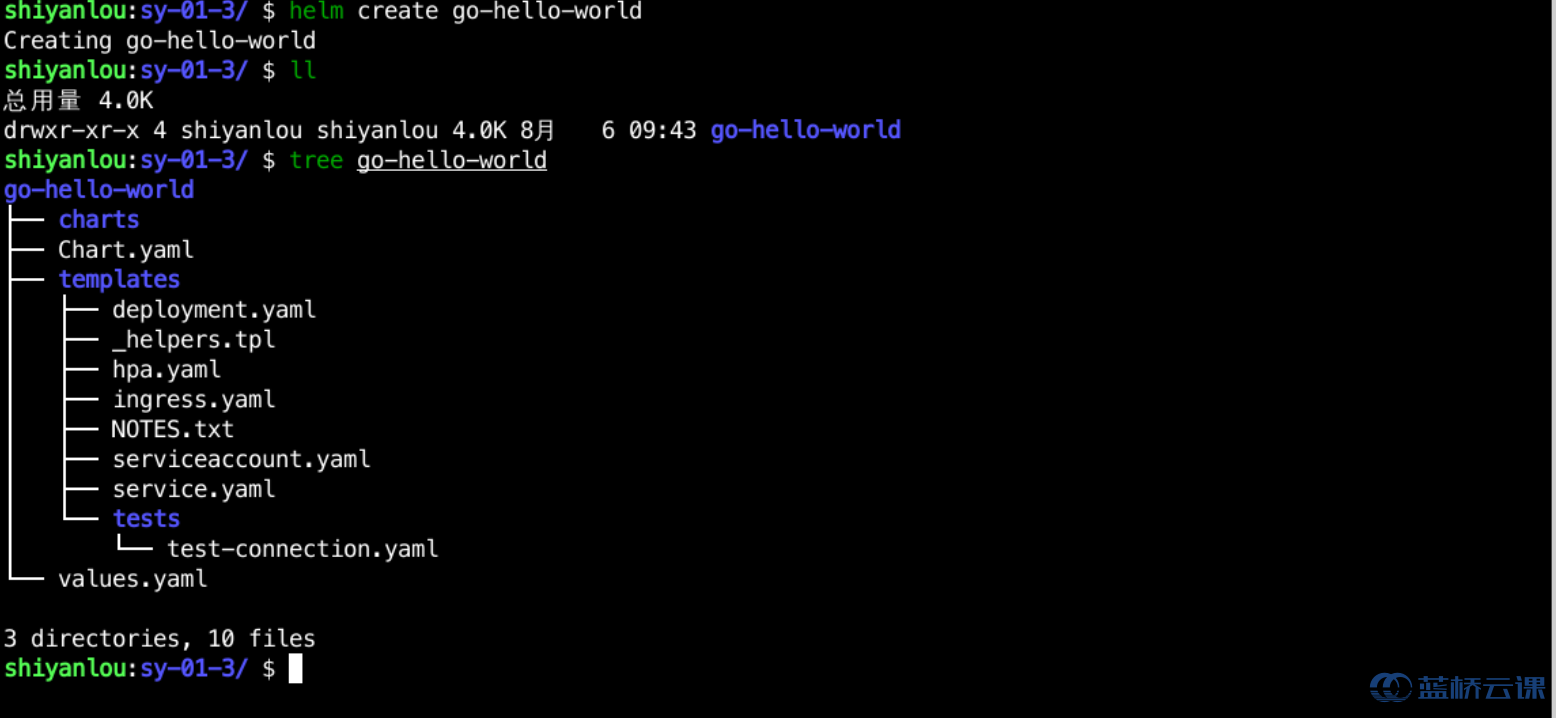 shiyanlou:sy-01-3/ $ helm create go-hello-world
Creating go-hello-world
shiyanlou:sy-01-3/ $ ll
总用量 4.0K
drwxr-xr-x 4 shiyanlou shiyanlou 4.0K 8月   6 09:43 go-hello-world
shiyanlou:sy-01-3/ $ tree go-hello-world
go-hello-world
├── charts
├── Chart.yaml
├── templates
│   ├── deployment.yaml
│   ├── _helpers.tpl
│   ├── hpa.yaml
│   ├── ingress.yaml
│   ├── NOTES.txt
│   ├── serviceaccount.yaml
│   ├── service.yaml
│   └── tests
│       └── test-connection.yaml
└── values.yaml
3 directories, 10 files
shiyanlou:sy-01-3/ $
蓝桥云课